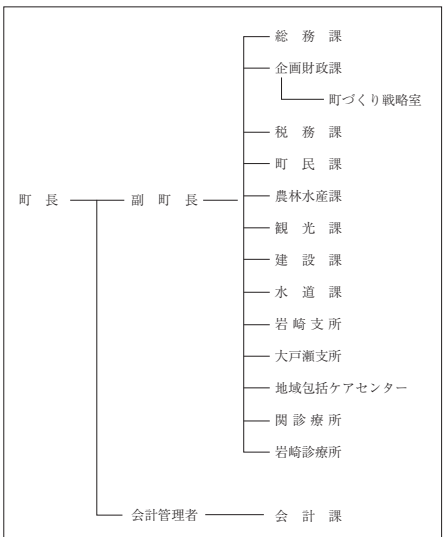 総務課
企画財政課
町づくり戦略室
税務課
町民課
町長 副町長 農林水産課
観光課
建設課
水道課
岩崎支所
大戸瀬支所
地域包括ケアセンター
関診療所
岩崎診療所
会計管理者 会計課